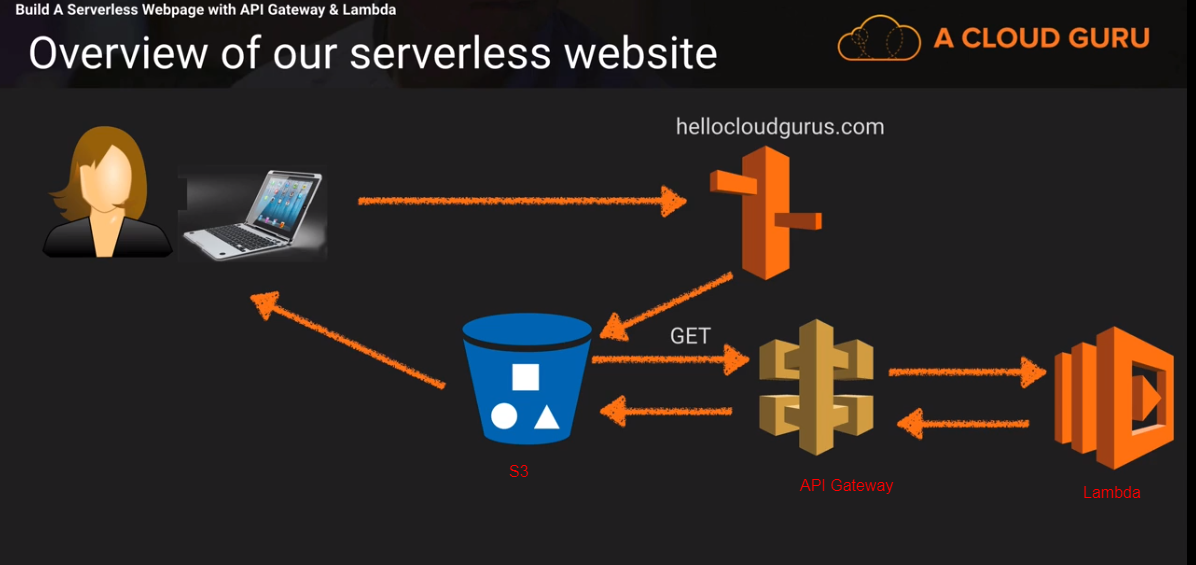 Build A Serverless Webpage with API Gateway & Lambda
Overview of our serverless website
A CLOUD GURU
hellocloudgurus.com
GET
S3
API Gateway
Lambda